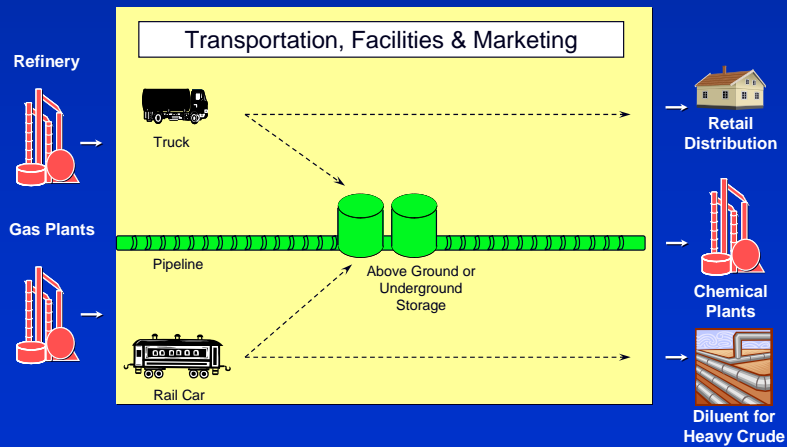 Transportation, Facilities & Marketing
Refinery
Truck
Retail
Distribution
Gas Plants
Pipeline
Above Ground or
Underground
Storage
Chemical
Plants
Rail Car
Diluent for
Heavy Crude